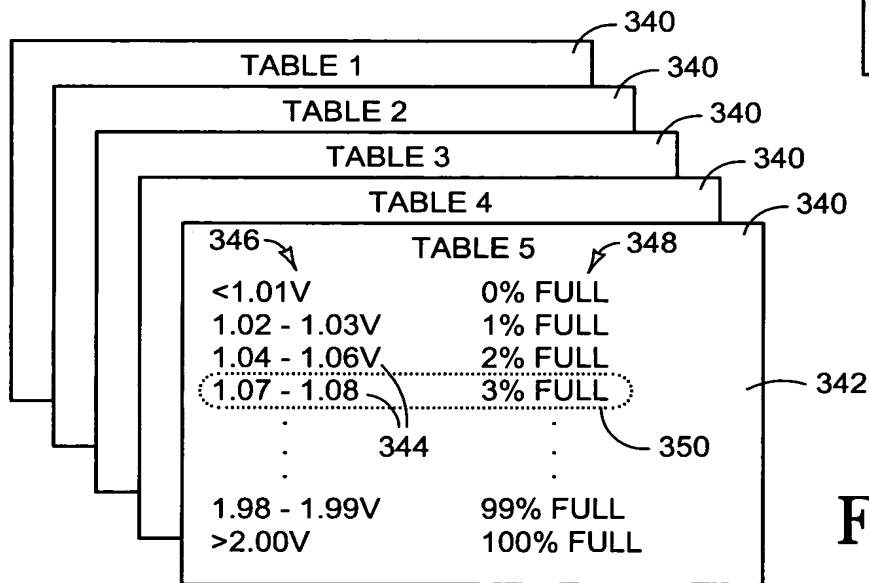 340
TABLE 1
340
TABLE 2
340
TABLE 3
340
TABLE 4
340
346 TABLE 5 348
<1.01V 0% FULL
1.02 - 1.03V 1% FULL
1.04 - 1.06V 2% FULL
1.07 - 1.08 3% FULL
342
344 350
. .
. .
. .
1.98 - 1.99V 99% FULL
>2.00V 100% FULL
F